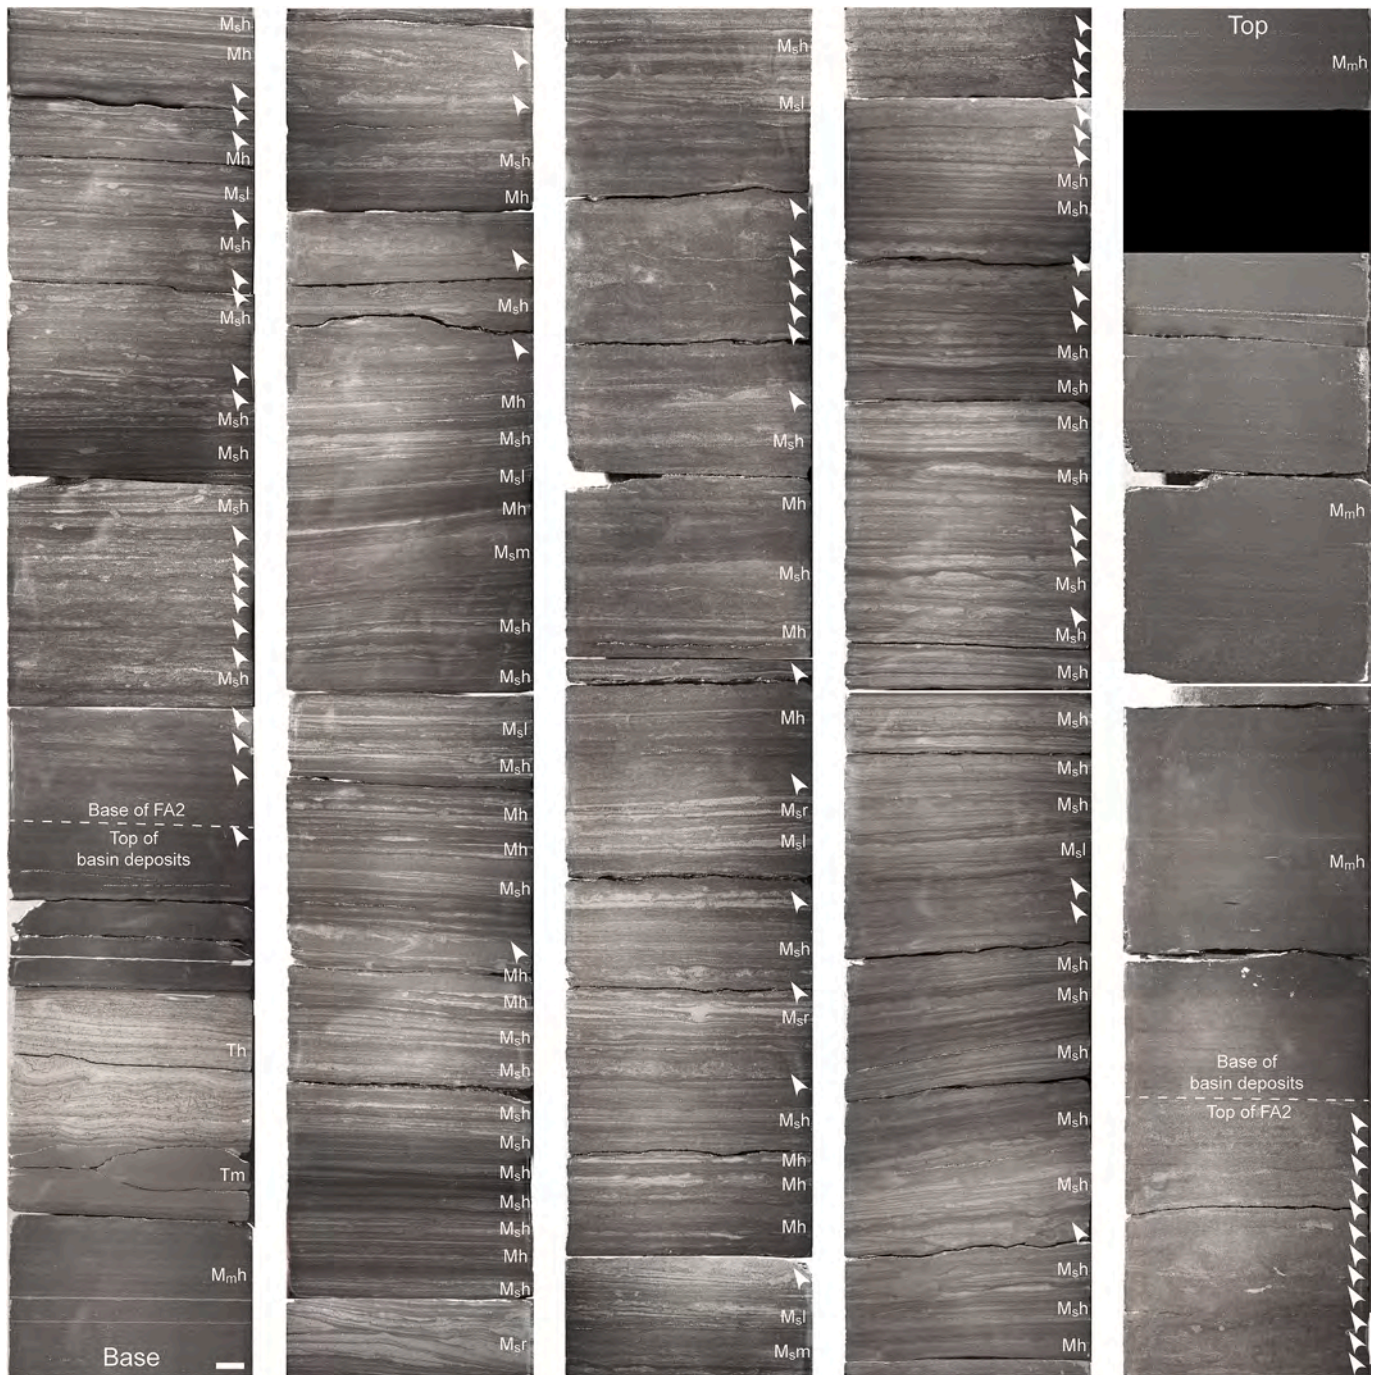 MₛH
Mh
Mh
Mₛl
Mₛh
Mₛh
Mₛh
Mₛh
Mₛh
Mₛh
Base of FA2
Top of
basin deposits
Th
Tm
Mₘh
Base
Mₛh
Mh
Mₛh
Mh
Mₛh
Mₛl
Mh
Mₛm
Mₛh
Mₛh
Mₛl
Mₛh
Mh
Mh
Mₛh
Mh
Mh
Mₛh
Mₛh
Mₛh
Mₛh
Mₛh
Mₛh
Mₛh
Mh
Mₛh
Mₛr
Mₛh
Mₛl
Mₛh
Mh
Mₛh
Mh
Mh
Mₛr
Mₛl
Mₛh
Mₛr
Mₛh
Mh
Mh
Mh
Mₛl
Mₛm
Mₛh
Mₛh
Mₛh
Mₛh
Mₛh
Mₛh
Mₛh
Mₛh
Mₛh
Mₛh
Mₛh
Mₛh
Mₛl
Mₛh
Mₛh
Mₛh
Mₛh
Mₛh
Mₛh
Mₛh
Mh
Top
Mₘh
Mₘh
Mₘh
Base of
basin deposits
Top of FA2